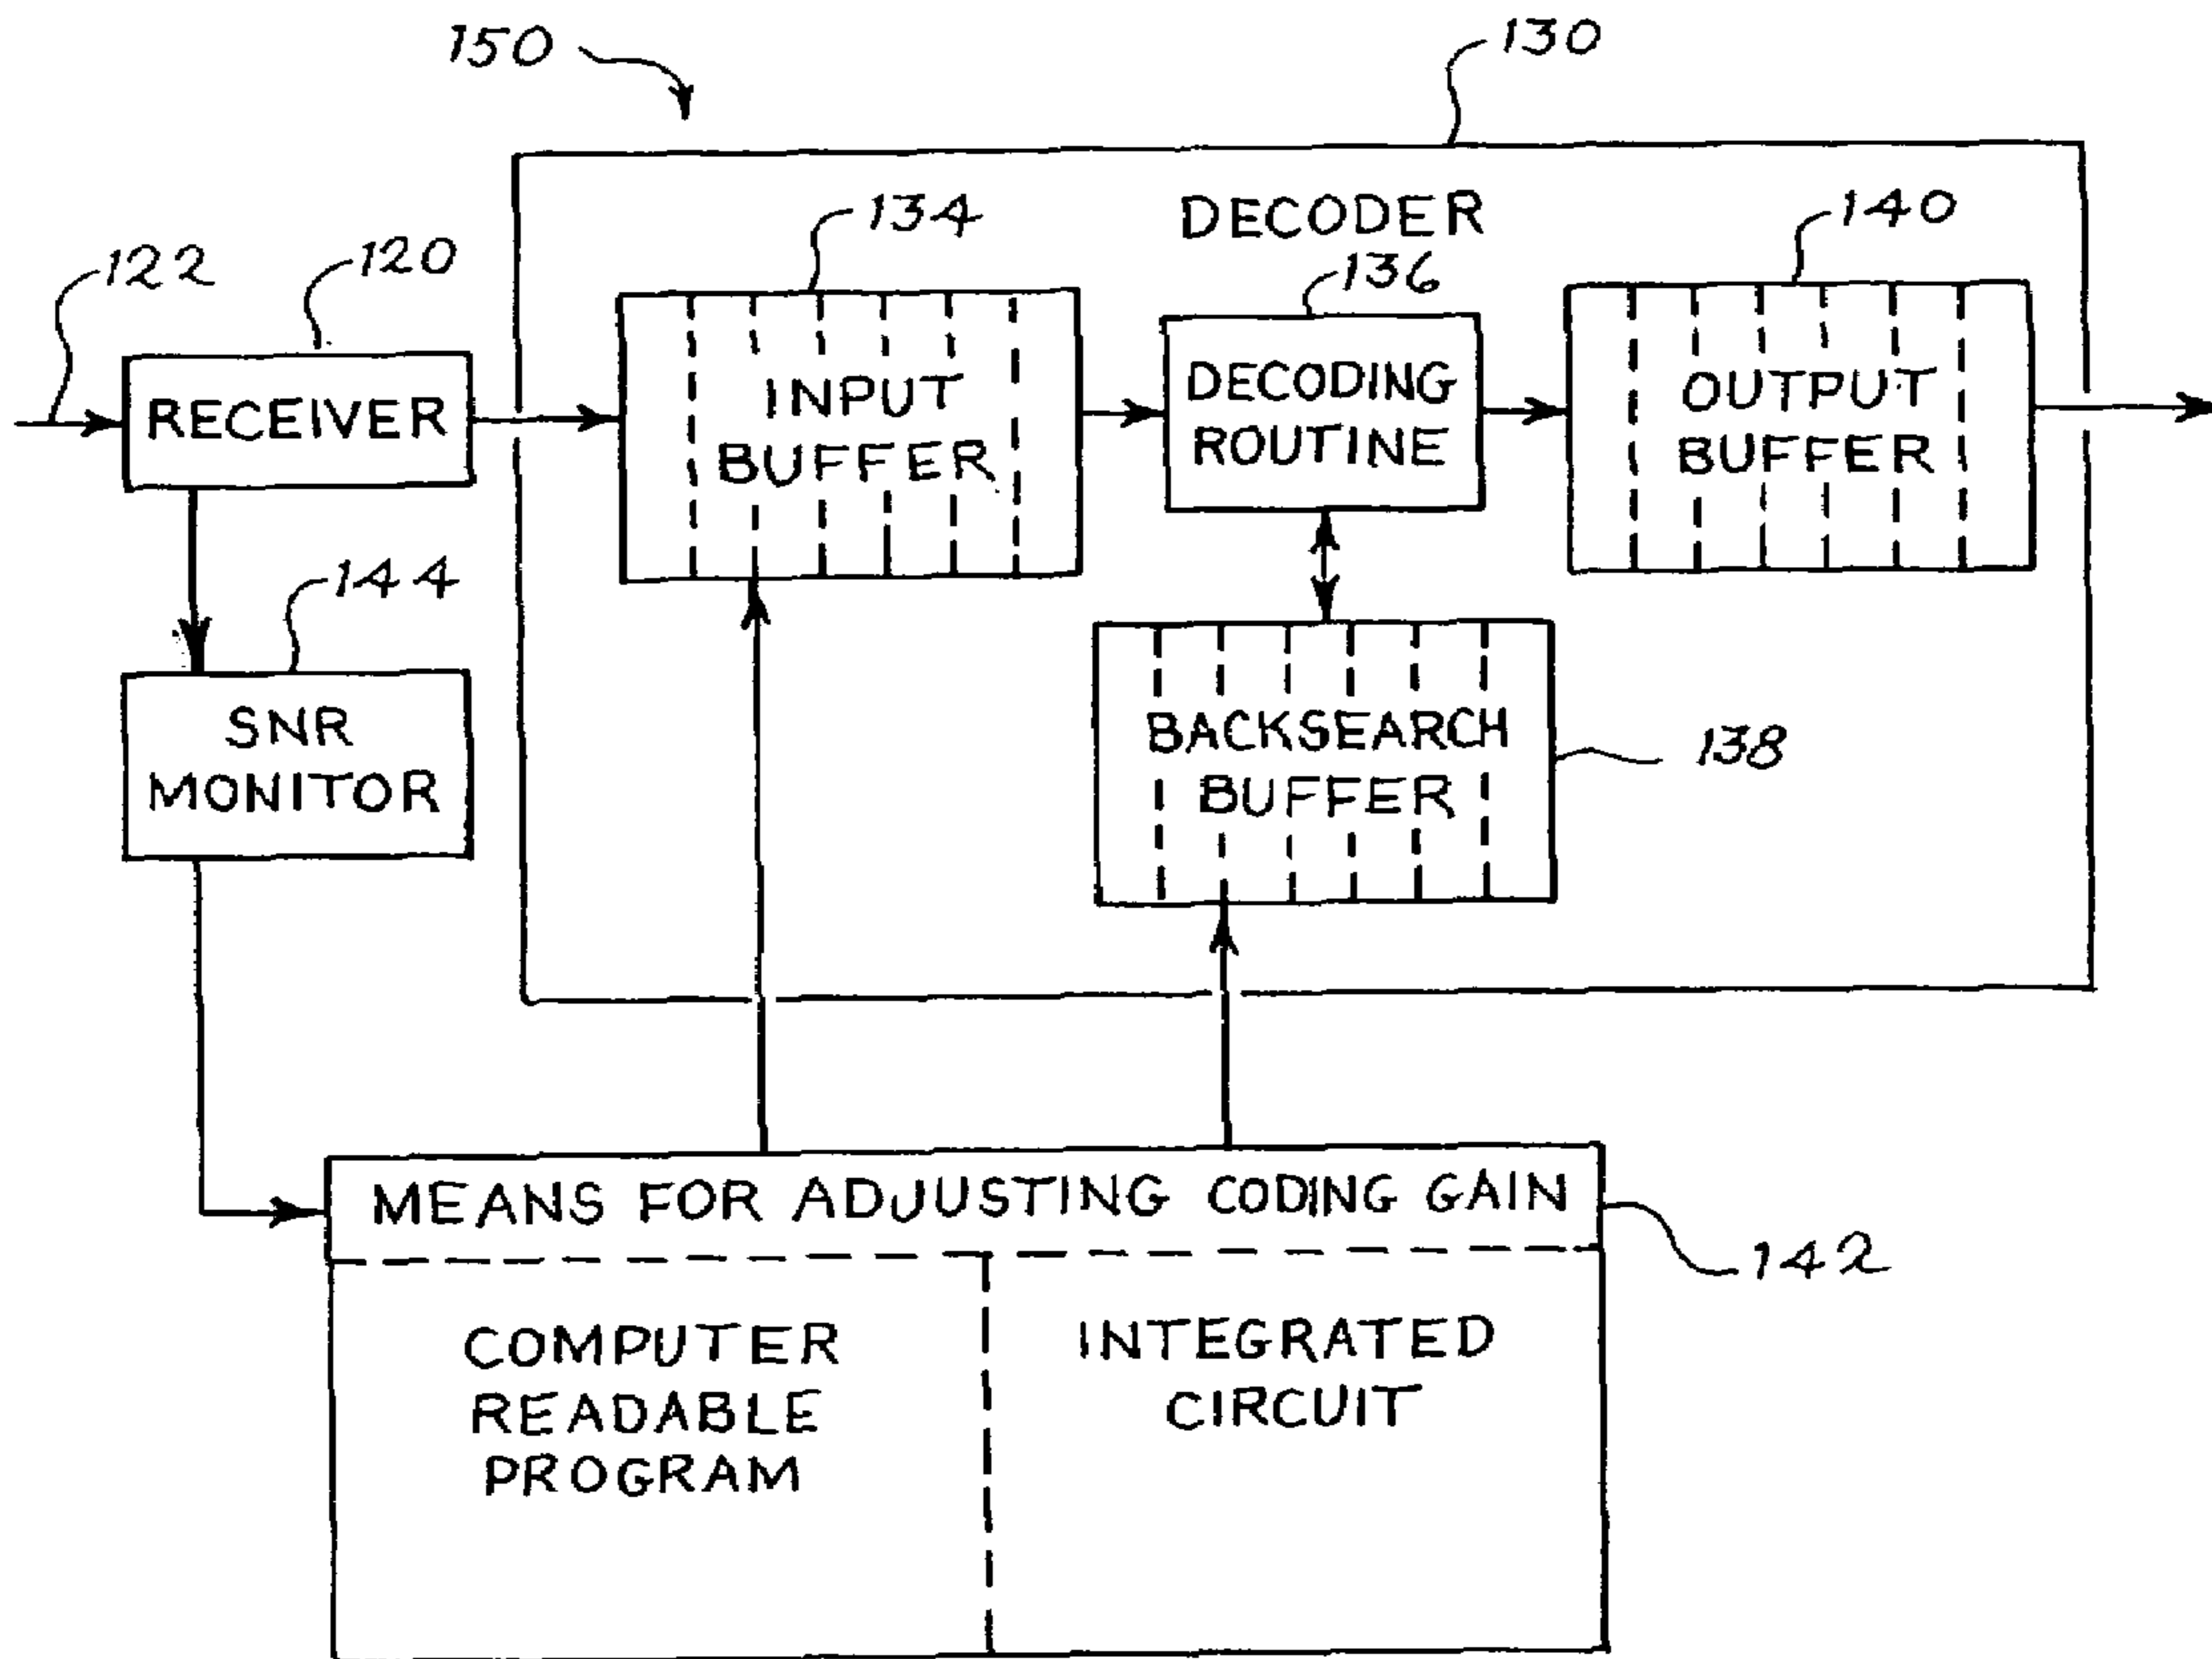 150
130
122
120
134
DECODER
136
140
RECEIVER
INPUT
BUFFER
DECODING
ROUTINE
OUTPUT
BUFFER
144
SNR
MONITOR
BACKSEARCH
BUFFER
138
MEANS FOR ADJUSTING CODING GAIN
142
COMPUTER
READABLE
PROGRAM
INTEGRATED
CIRCUIT